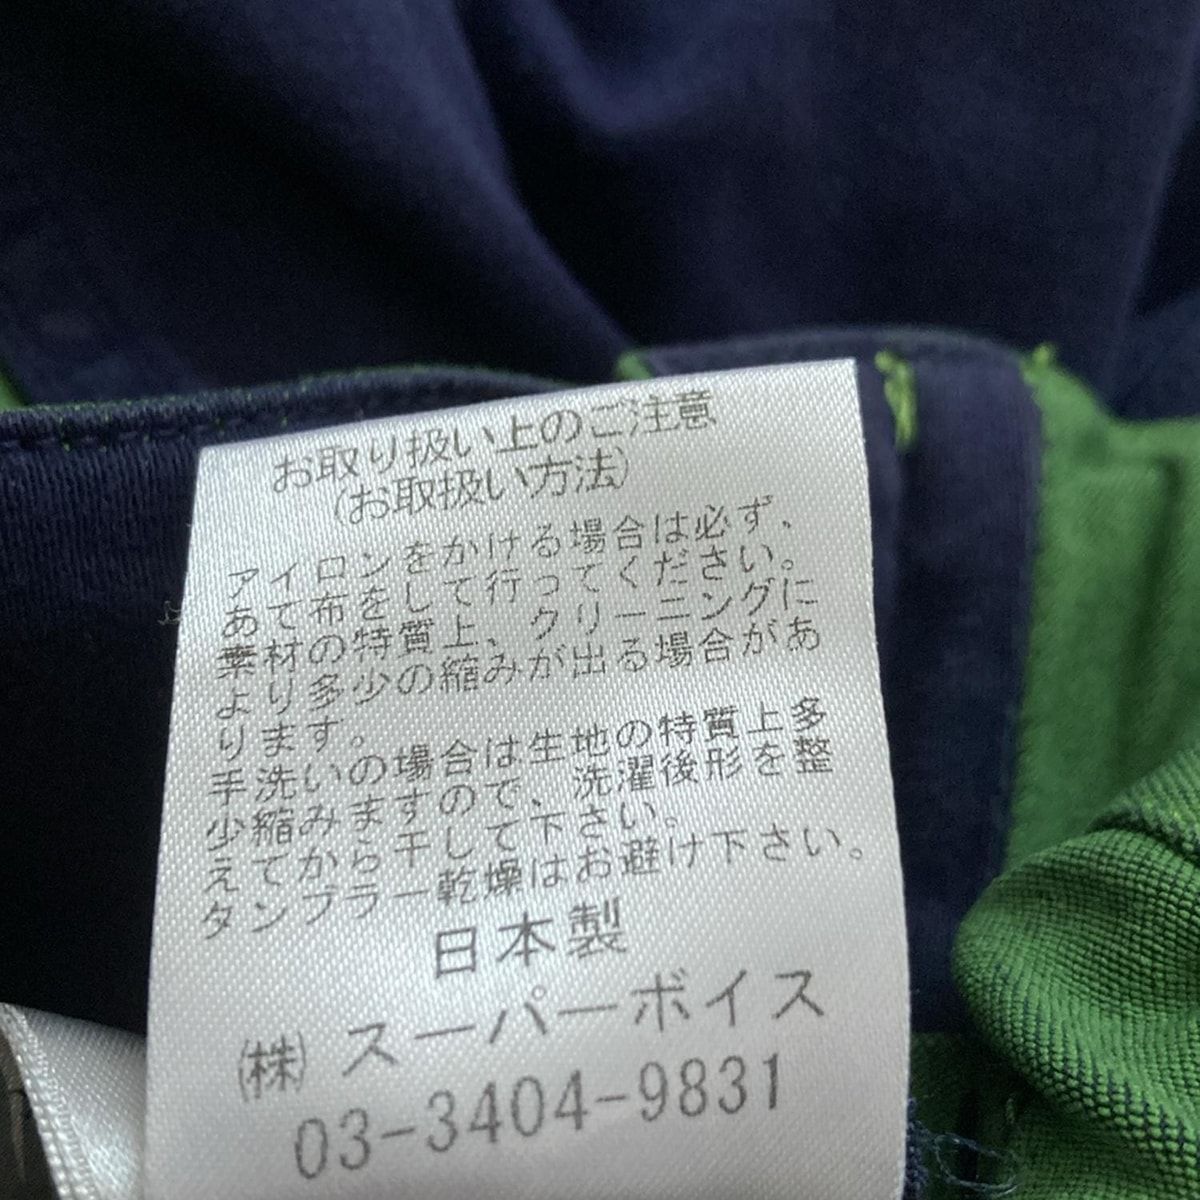 お取り扱い上のご注意
(お取扱い方法)
アイロンをかける場合は必ず、
あて布をして行ってください。
素材の特質上、クリーニングに
より多少の縮みが出る場合があ
ります。
手洗いの場合は生地の特質上多
少縮みますので、洗濯後形を整
えてから干して下さい。
タンブラー乾燥はお避け下さい。
日本製
㈱スーパーボイス
03-3404-9831